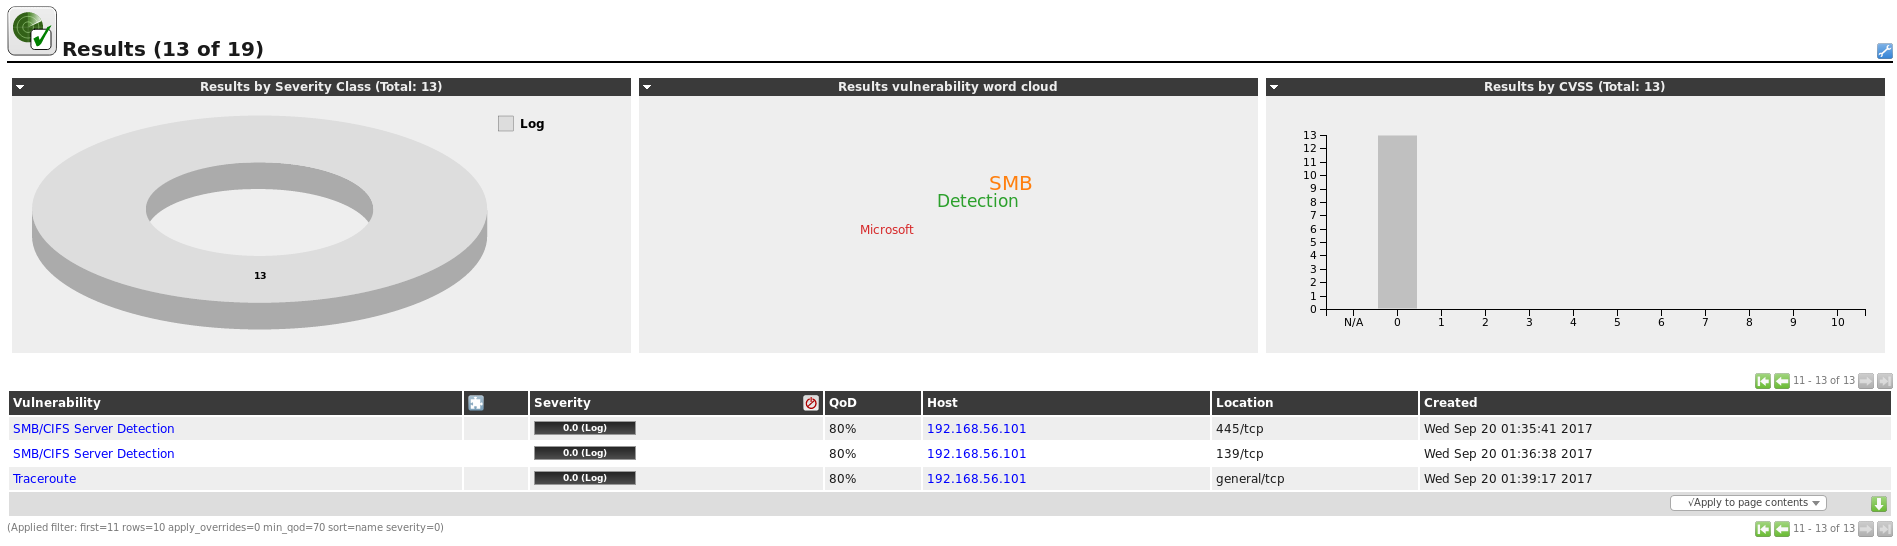 Results (13 of 19)
Results by Severity Class (Total: 13)
Log
13
Results vulnerability word cloud
SMB
Detection
Microsoft
Results by CVSS (Total: 13)
13
12
11
10
9
8
7
6
5
4
3
2
1
0
N/A 0 1 2 3 4 5 6 7 8 9 10
11 - 13 of 13
Vulnerability Severity QoD Host Location Created
SMB/CIFS Server Detection 0.0 (Log) 80% 192.168.56.101 445/tcp Wed Sep 20 01:35:41 2017
SMB/CIFS Server Detection 0.0 (Log) 80% 192.168.56.101 139/tcp Wed Sep 20 01:36:38 2017
Traceroute 0.0 (Log) 80% 192.168.56.101 general/tcp Wed Sep 20 01:39:17 2017
√Apply to page contents
(Applied filter: first=11 rows=10 apply_overrides=0 min_qod=70 sort=name severity=0)
11 - 13 of 13